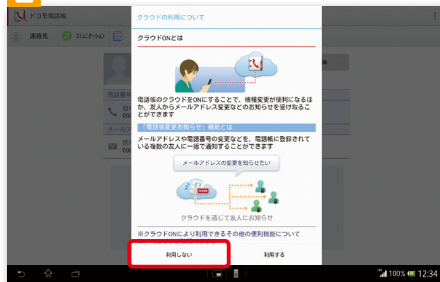 ドコモ電話帳
クラウドの利用について
クラウドONとは
連絡先
コミュニケーション
電話帳のクラウドをONにすることで、機種変更が便利になるほ
か、友人からメールアドレス変更などのお知らせを受け取るこ
とができます
「電話帳変更お知らせ」機能とは
メールアドレスや電話番号の変更などを、電話帳に登録されて
いる複数の友人に一括で通知することができます
メールアドレスの変更を知らせたい
クラウドを通じて友人にお知らせ
※クラウドONにより利用できるその他の便利機能について
利用しない
利用する
100%
12:34